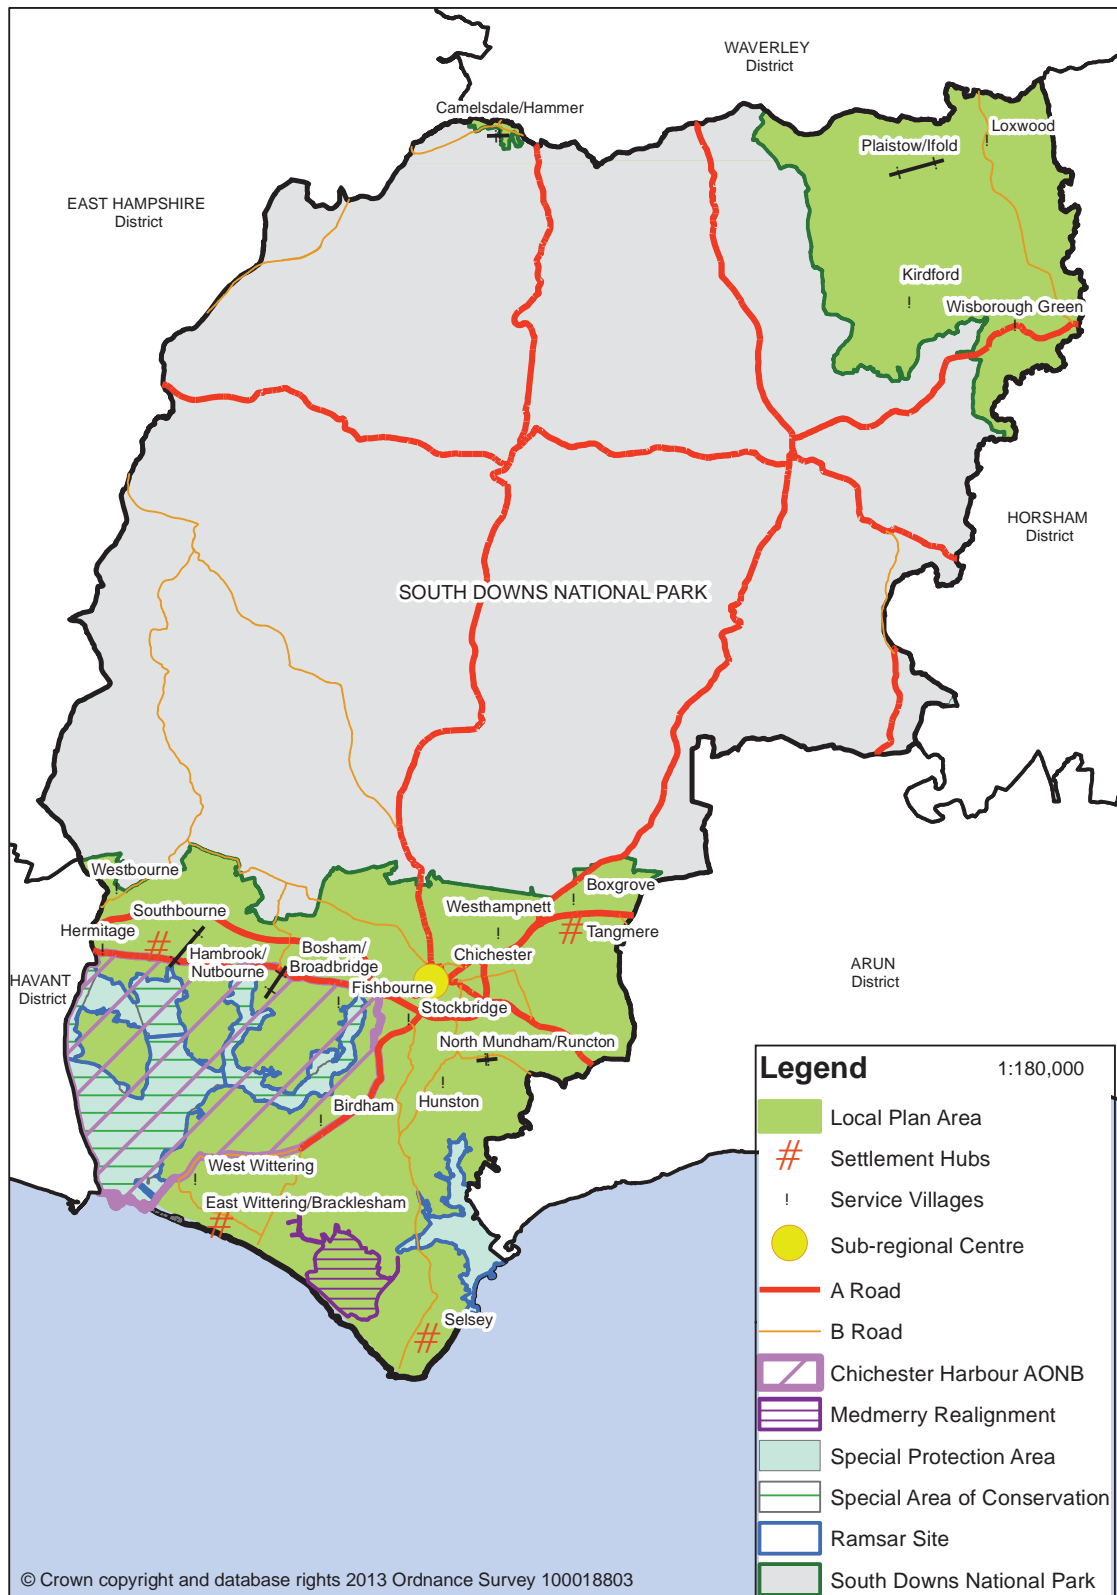 WAVERLEY
District
Camelsdale/Hammer
Loxwood
Plaistow/Ifold
EAST HAMPSHIRE
District
Kirdford
Wisborough Green
HORSHAM
District
SOUTH DOWNS NATIONAL PARK
Westbourne
Boxgrove
Westhampnett
Southbourne
Tangmere
Hermitage
Hambrook/
Nutbourne
Bosham/
Broadbridge
Chichester
HAVANT
District
ARUN
District
Fishbourne
Stockbridge
North Mundham/Runcton
Hunston
Birdham
West Wittering
East Wittering/Bracklesham
Selsey
Legend
1:180,000
Local Plan Area
# Settlement Hubs
! Service Villages
Sub-regional Centre
A Road
B Road
Chichester Harbour AONB
Medmerry Realignment
Special Protection Area
Special Area of Conservation
Ramsar Site
South Downs National Park
© Crown copyright and database rights 2013 Ordnance Survey 100018803